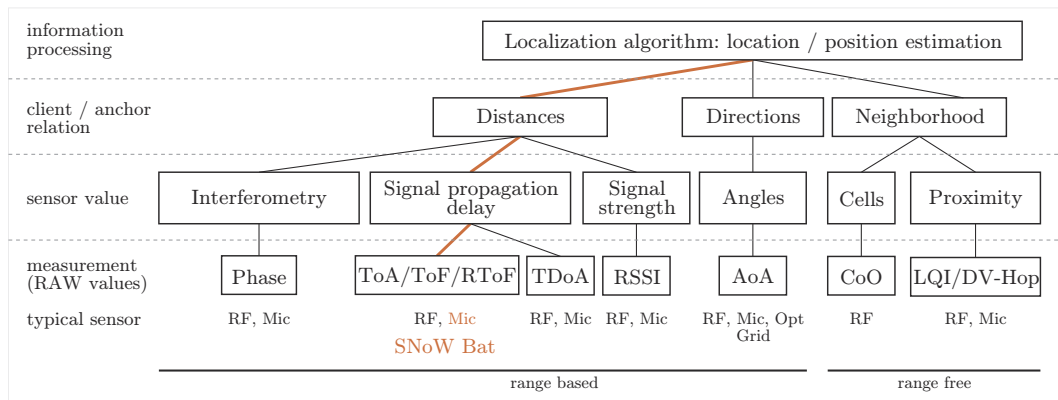 information
processing
Localization algorithm: location / position estimation
client / anchor
relation
Distances
Directions
Neighborhood
sensor value
Interferometry
Signal propagation
delay
Signal
strength
Angles
Cells
Proximity
measurement
(RAW values)
Phase
ToA/ToF/RToF
TDoA
RSSI
AoA
CoO
LQI/DV-Hop
typical sensor
RF, Mic
RF, Mic
SNoW Bat
RF, Mic
RF, Mic
RF, Mic, Opt
Grid
RF
RF, Mic
range based
range free